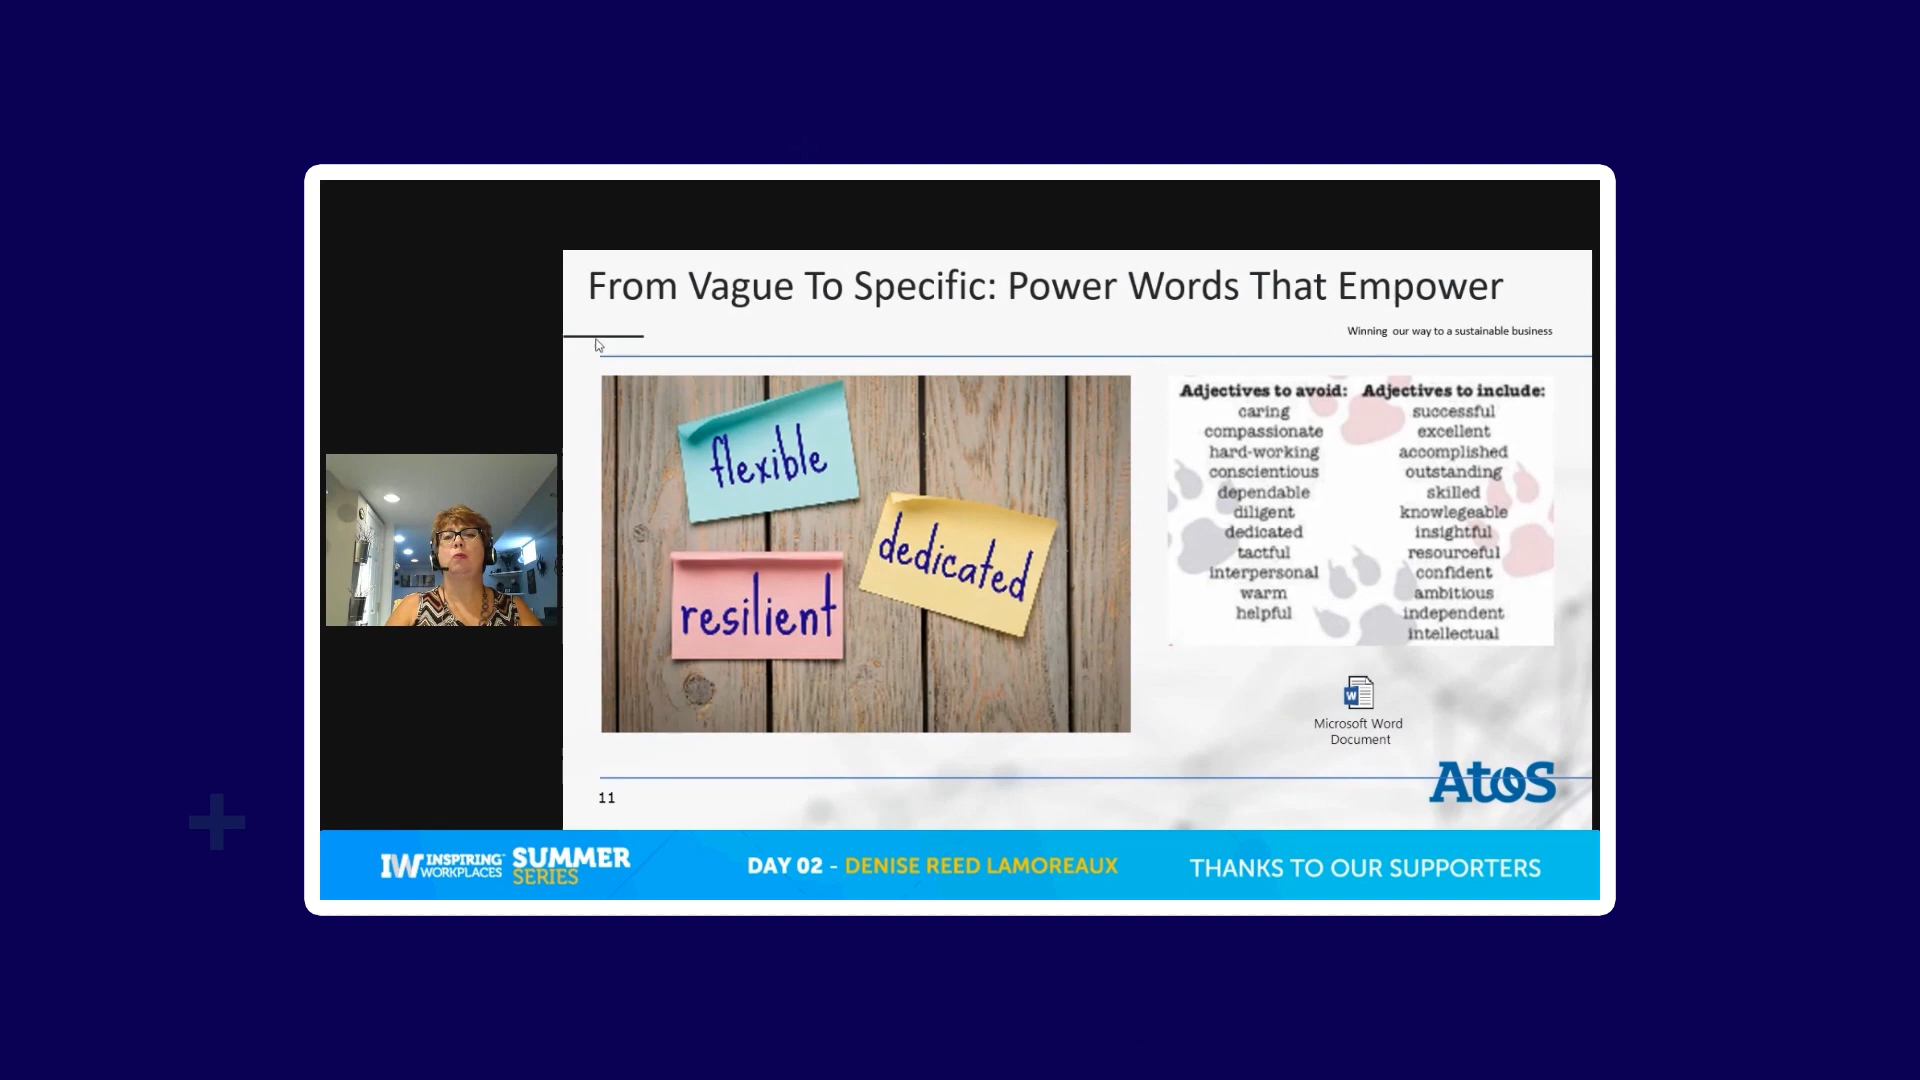 From Vague To Specific: Power Words That Empower
Winning our way to a sustainable business
flexible
dedicated
resilient
Adjectives to avoid: Adjectives to include:
caring successful
compassionate excellent
hard-working accomplished
conscientious outstanding
dependable skilled
diligent knowlegeable
dedicated insightful
tactful resourceful
interpersonal confident
warm ambitious
helpful independent
intellectual
W
Microsoft Word
Document
Atos
11
IW INSPIRING WORKPLACES SUMMER SERIES
DAY 02 - DENISE REED LAMOREAUX
THANKS TO OUR SUPPORTERS